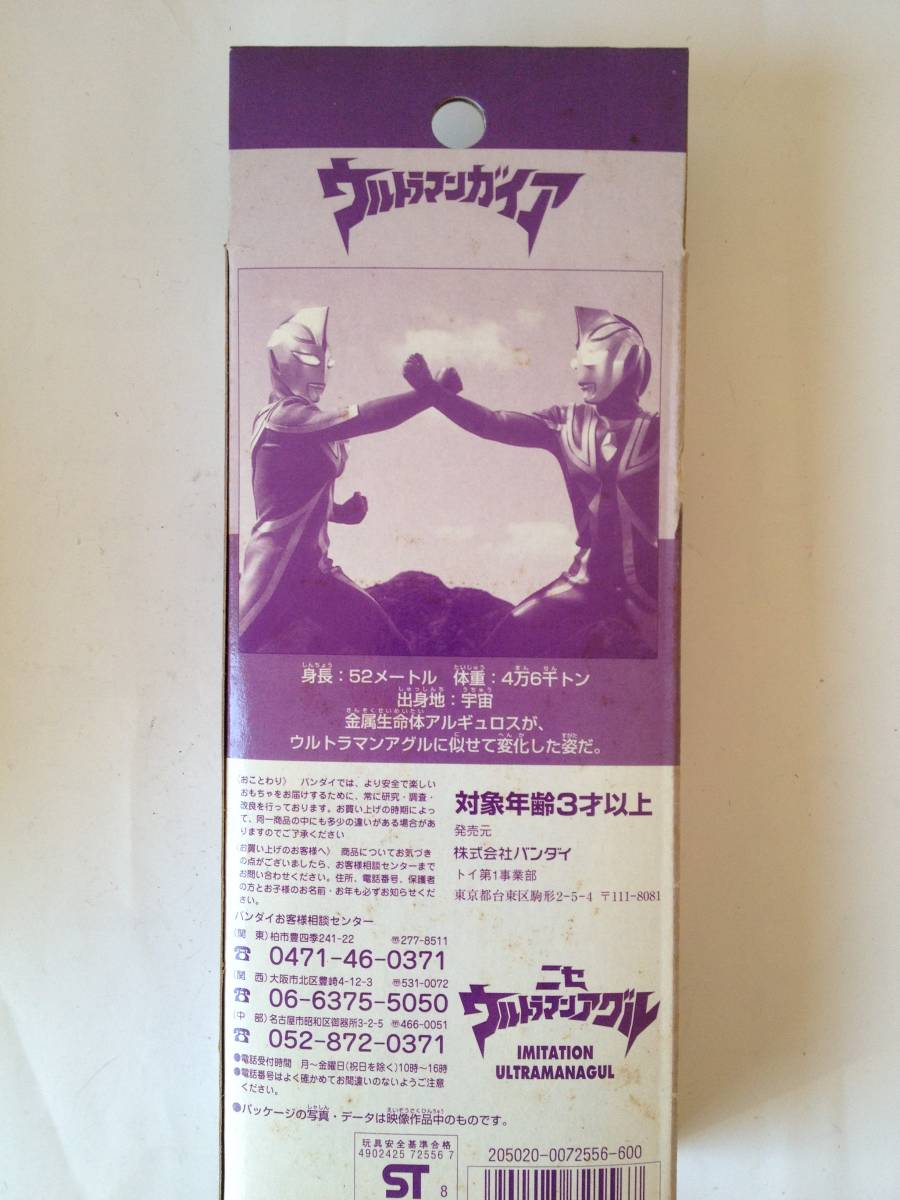 ウルトラマンガイア
身長：52メートル　体重：4万6千トン
出身地：宇宙
金属生命体アルギュロスが、
ウルトラマンアグルに似せて変化した姿だ。
〈おことわり〉　バンダイでは、より安全で楽しい
おもちゃをお届けするために、常に研究・調査・
改良を行っております。お買い上げの時期によっ
て、同一商品の中にも多少の違いがある場合があ
りますのでご了承ください
〈お買い上げのお客様へ〉　商品についてお気づき
の点がございましたら、お客様相談センターまで
お問い合わせください。住所、電話番号、保護者
の方とお子様のお名前・お年も必ずお知らせくだ
さい。
バンダイお客様相談センター
（関　東）柏市豊四季241-22　〠277-8511
☎ 0471-46-0371
（関　西）大阪市北区豊崎4-12-3　〠531-0072
☎ 06-6375-5050
（中　部）名古屋市昭和区御器所3-2-5　〠466-0051
☎ 052-872-0371
●電話受付時間　月〜金曜日(祝日を除く)10時〜16時
●電話番号はよく確かめてお間違いのないようご注意
ください。
●パッケージの写真・データは映像作品中のものです。
対象年齢3才以上
発売元
株式会社バンダイ
トイ第1事業部
東京都台東区駒形2-5-4　〒111-8081
ニセ
ウルトラマンアグル
IMITATION
ULTRAMANAGUL
玩具安全基準合格
4902425 72556 7
ST
8
205020-0072556-600